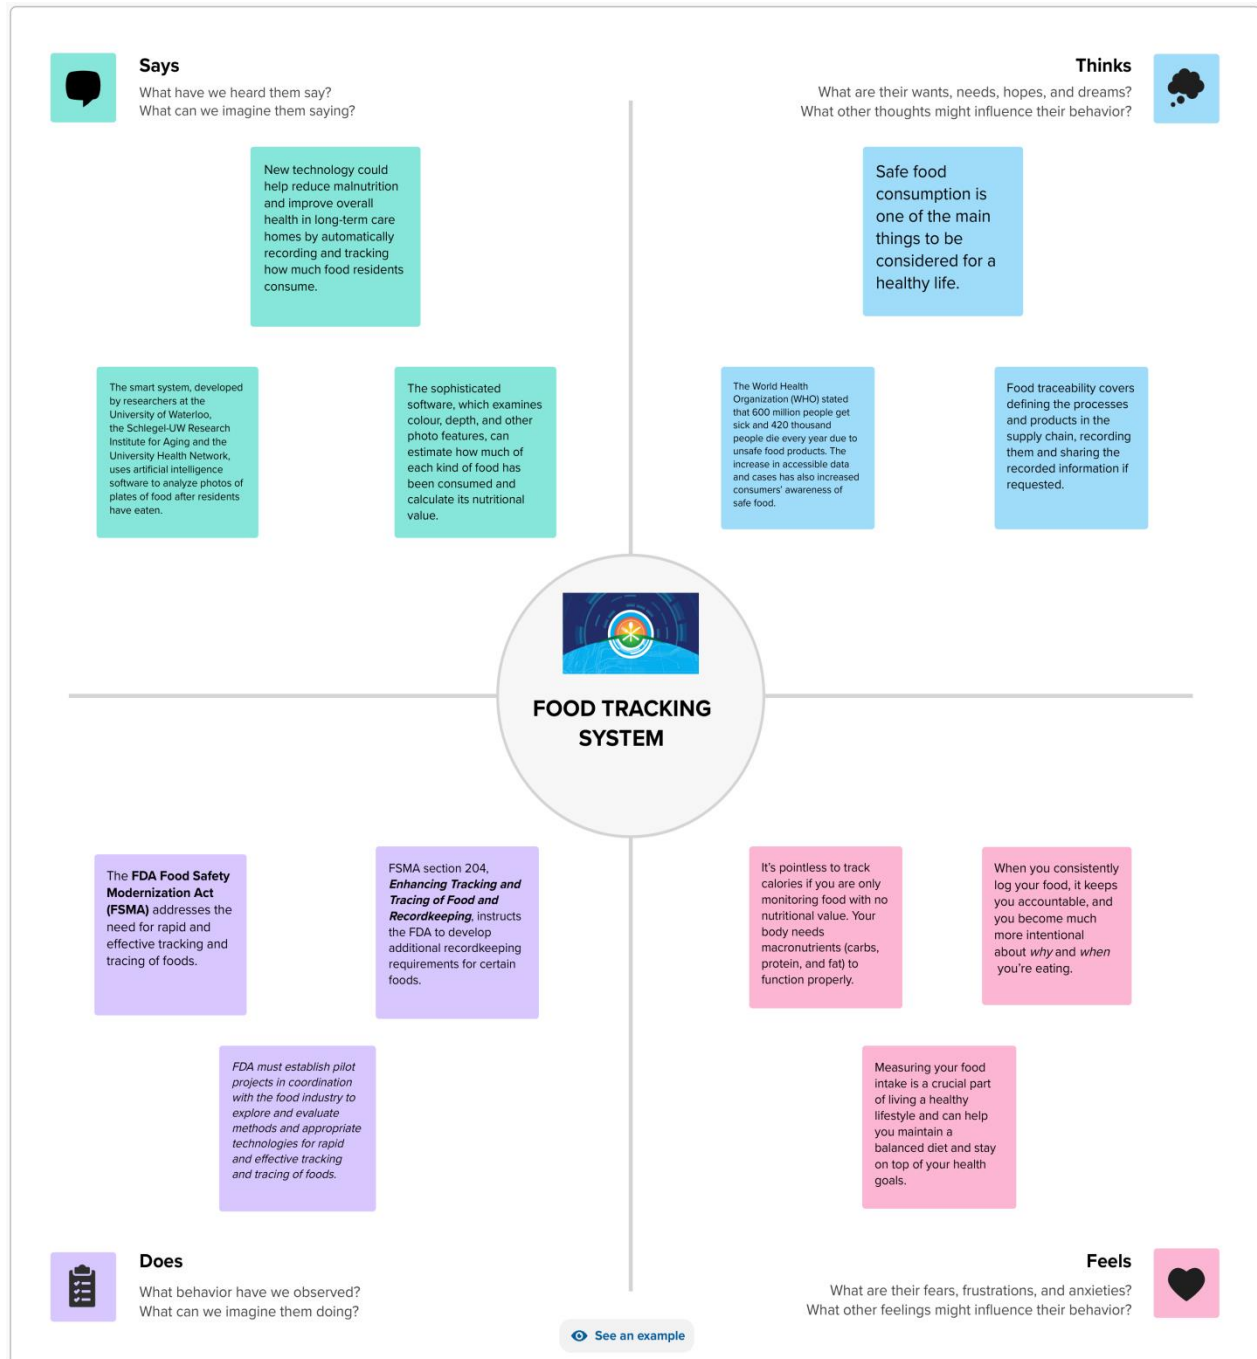 Says
What have we heard them say?
What can we imagine them saying?
Thinks
What are their wants, needs, hopes, and dreams?
What other thoughts might influence their behavior?
New technology could
help reduce malnutrition
and improve overall
health in long-term care
homes by automatically
recording and tracking
how much food residents
consume.
Safe food
consumption is
one of the main
things to be
considered for a
healthy life.
The smart system, developed
by researchers at the
University of Waterloo,
the Schlegel-UW Research
Institute for Aging and the
University Health Network,
uses artificial intelligence
software to analyze photos of
plates of food after residents
have eaten.
The sophisticated
software, which examines
colour, depth, and other
photo features, can
estimate how much of
each kind of food has
been consumed and
calculate its nutritional
value.
The World Health
Organization (WHO) stated
that 600 million people get
sick and 420 thousand
people die every year due to
unsafe food products. The
increase in accessible data
and cases has also increased
consumers' awareness of
safe food.
Food traceability covers
defining the processes
and products in the
supply chain, recording
them and sharing the
recorded information if
requested.
FOOD TRACKING
SYSTEM
The FDA Food Safety
Modernization Act
(FSMA) addresses the
need for rapid and
effective tracking and
tracing of foods.
FSMA section 204,
Enhancing Tracking and
Tracing of Food and
Recordkeeping, instructs
the FDA to develop
additional recordkeeping
requirements for certain
foods.
FDA must establish pilot
projects in coordination
with the food industry to
explore and evaluate
methods and appropriate
technologies for rapid
and effective tracking
and tracing of foods.
It's pointless to track
calories if you are only
monitoring food with no
nutritional value. Your
body needs
macronutrients (carbs,
protein, and fat) to
function properly.
When you consistently
log your food, it keeps
you accountable, and
you become much
more intentional
about why and when
you're eating.
Measuring your food
intake is a crucial part
of living a healthy
lifestyle and can help
you maintain a
balanced diet and stay
on top of your health
goals.
Does
What behavior have we observed?
What can we imagine them doing?
Feels
What are their fears, frustrations, and anxieties?
What other feelings might influence their behavior?
See an example